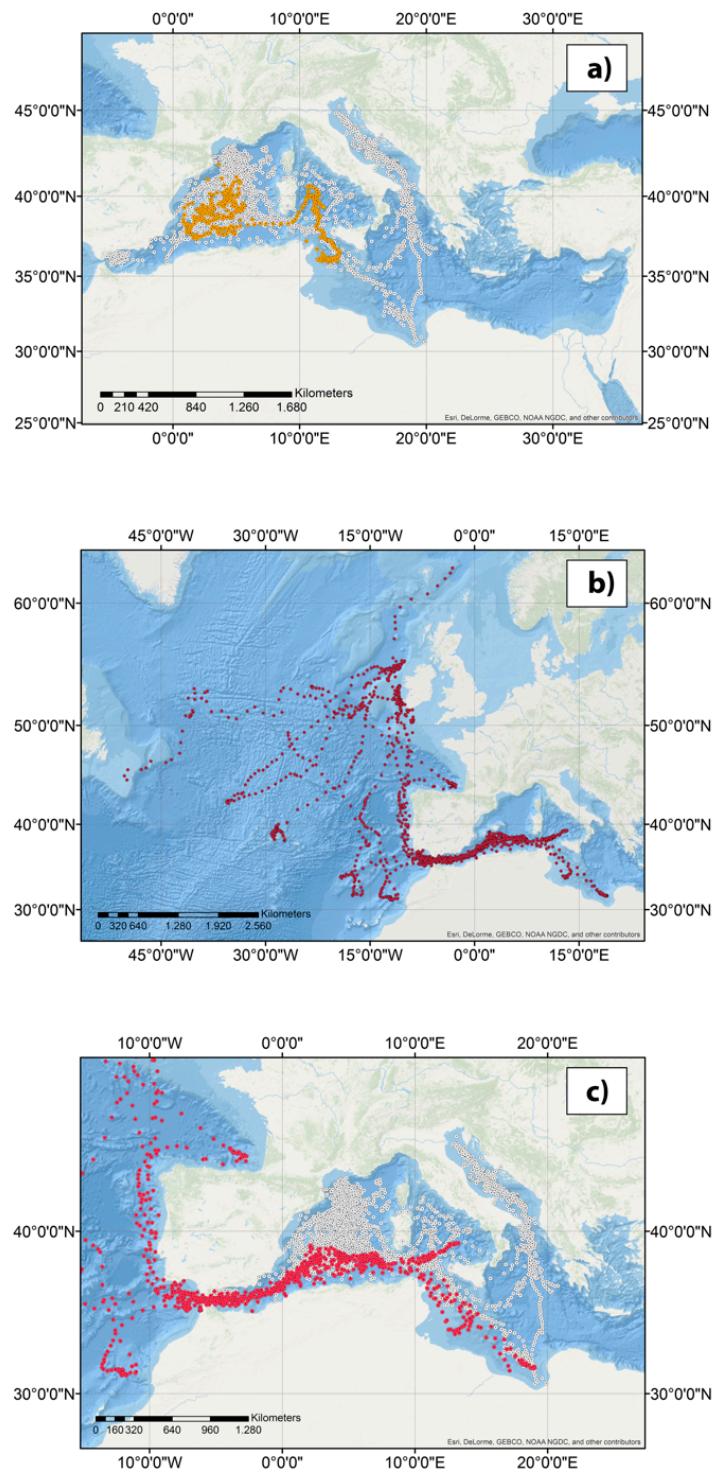 0°0'0" 10°0'0"E 20°0'0"E 30°0'0"E
a)
45°0'0"N 45°0'0"N
40°0'0"N 40°0'0"N
35°0'0"N 35°0'0"N
30°0'0"N 30°0'0"N
Kilometers
0 210 420 840 1.260 1.680
Esri, DeLorme, GEBCO, NOAA NGDC, and other contributors
25°0'0"N 25°0'0"N
0°0'0" 10°0'0"E 20°0'0"E 30°0'0"E
45°0'0"W 30°0'0"W 15°0'0"W 0°0'0" 15°0'0"E
b)
60°0'0"N 60°0'0"N
50°0'0"N 50°0'0"N
40°0'0"N 40°0'0"N
30°0'0"N 30°0'0"N
Kilometers
0 320 640 1.280 1.920 2.560
Esri, DeLorme, GEBCO, NOAA NGDC, and other contributors
45°0'0"W 30°0'0"W 15°0'0"W 0°0'0" 15°0'0"E
10°0'0"W 0°0'0" 10°0'0"E 20°0'0"E
c)
40°0'0"N 40°0'0"N
30°0'0"N 30°0'0"N
Kilometers
0 160 320 640 960 1.280
Esri, DeLorme, GEBCO, NOAA NGDC, and other contributors
10°0'0"W 0°0'0" 10°0'0"E 20°0'0"E